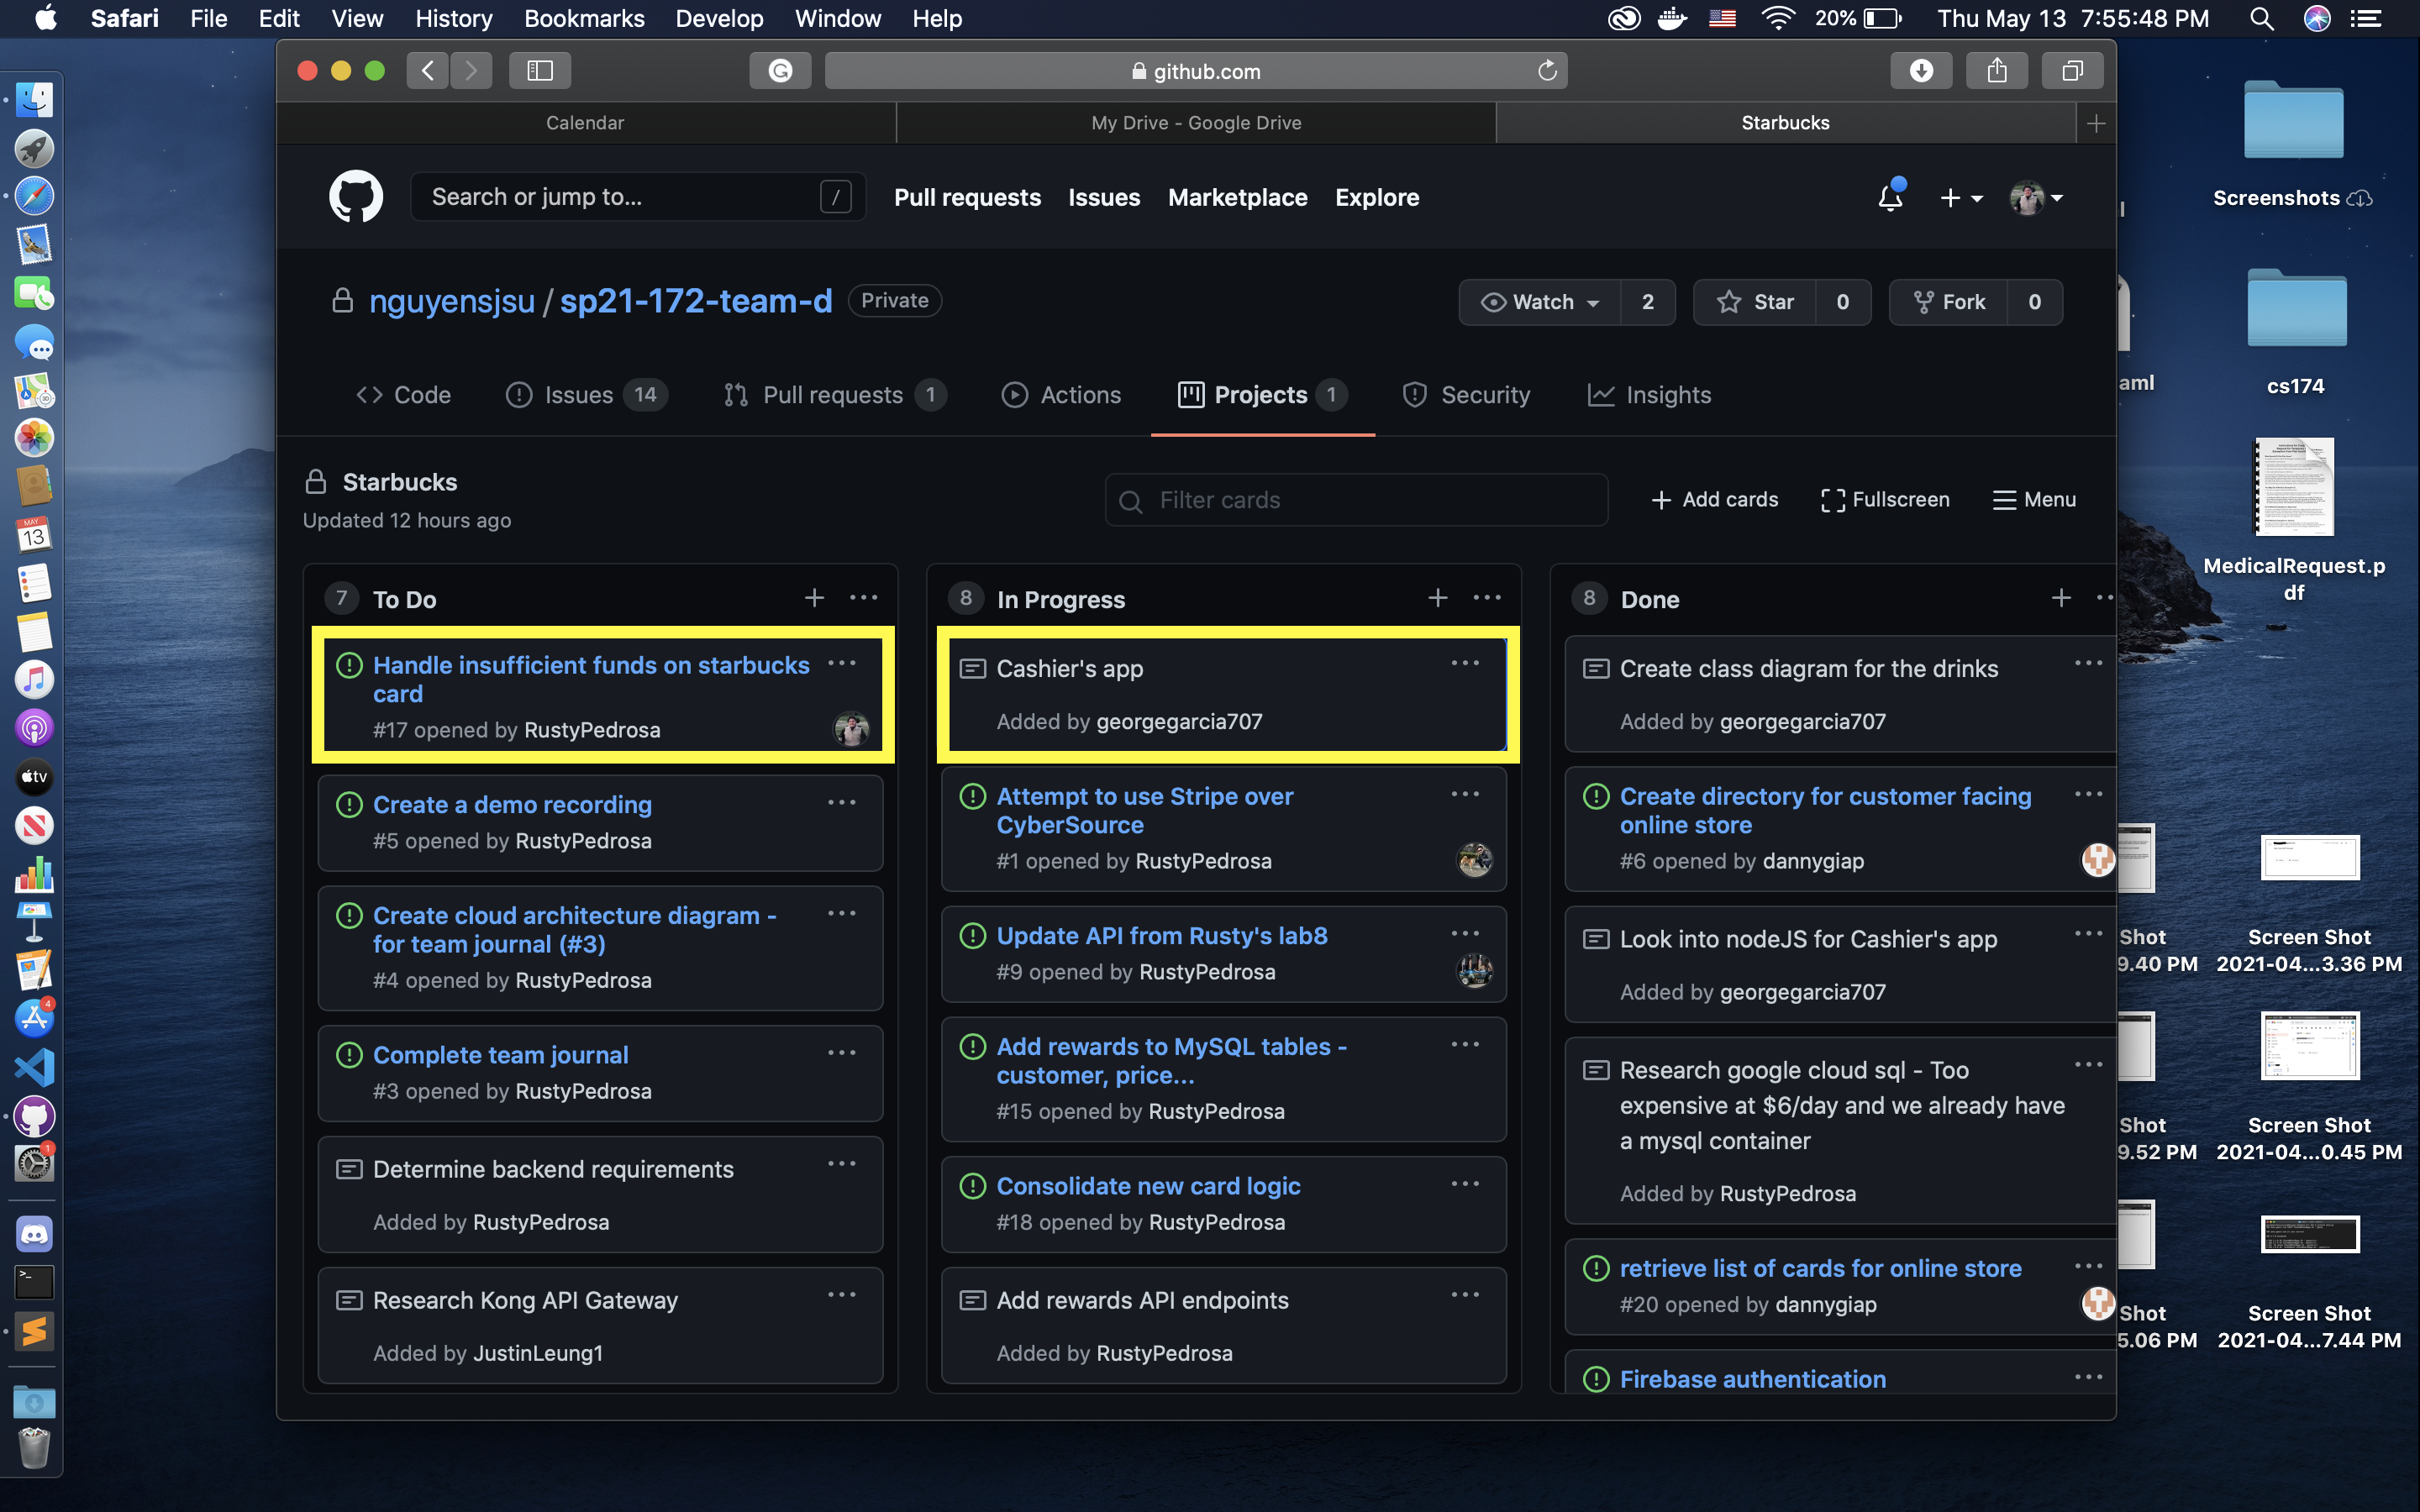 Safari File Edit View History Bookmarks Develop Window Help 20% Thu May 13 7:55:48 PM
github.com
Calendar My Drive - Google Drive Starbucks
Search or jump to... / Pull requests Issues Marketplace Explore
nguyensjsu / sp21-172-team-d Private Watch 2 Star 0 Fork 0
Code Issues 14 Pull requests 1 Actions Projects 1 Security Insights
Starbucks
Updated 12 hours ago
Filter cards Add cards Fullscreen Menu
7 To Do
Handle insufficient funds on starbucks
card
#17 opened by RustyPedrosa
Create a demo recording
#5 opened by RustyPedrosa
Create cloud architecture diagram -
for team journal (#3)
#4 opened by RustyPedrosa
Complete team journal
#3 opened by RustyPedrosa
Determine backend requirements
Added by RustyPedrosa
Research Kong API Gateway
Added by JustinLeung1
8 In Progress
Cashier's app
Added by georgegarcia707
Attempt to use Stripe over
CyberSource
#1 opened by RustyPedrosa
Update API from Rusty's lab8
#9 opened by RustyPedrosa
Add rewards to MySQL tables -
customer, price...
#15 opened by RustyPedrosa
Consolidate new card logic
#18 opened by RustyPedrosa
Add rewards API endpoints
Added by RustyPedrosa
8 Done
Create class diagram for the drinks
Added by georgegarcia707
Create directory for customer facing
online store
#6 opened by dannygiap
Look into nodeJS for Cashier's app
Added by georgegarcia707
Research google cloud sql - Too
expensive at $6/day and we already have
a mysql container
Added by RustyPedrosa
retrieve list of cards for online store
#20 opened by dannygiap
Firebase authentication
Screenshots
cs174
aml
MedicalRequest.p
df
Shot
9.40 PM
Screen Shot
2021-04...3.36 PM
Shot
9.52 PM
Screen Shot
2021-04...0.45 PM
Shot
5.06 PM
Screen Shot
2021-04...7.44 PM
MAY
13
tv
4
1